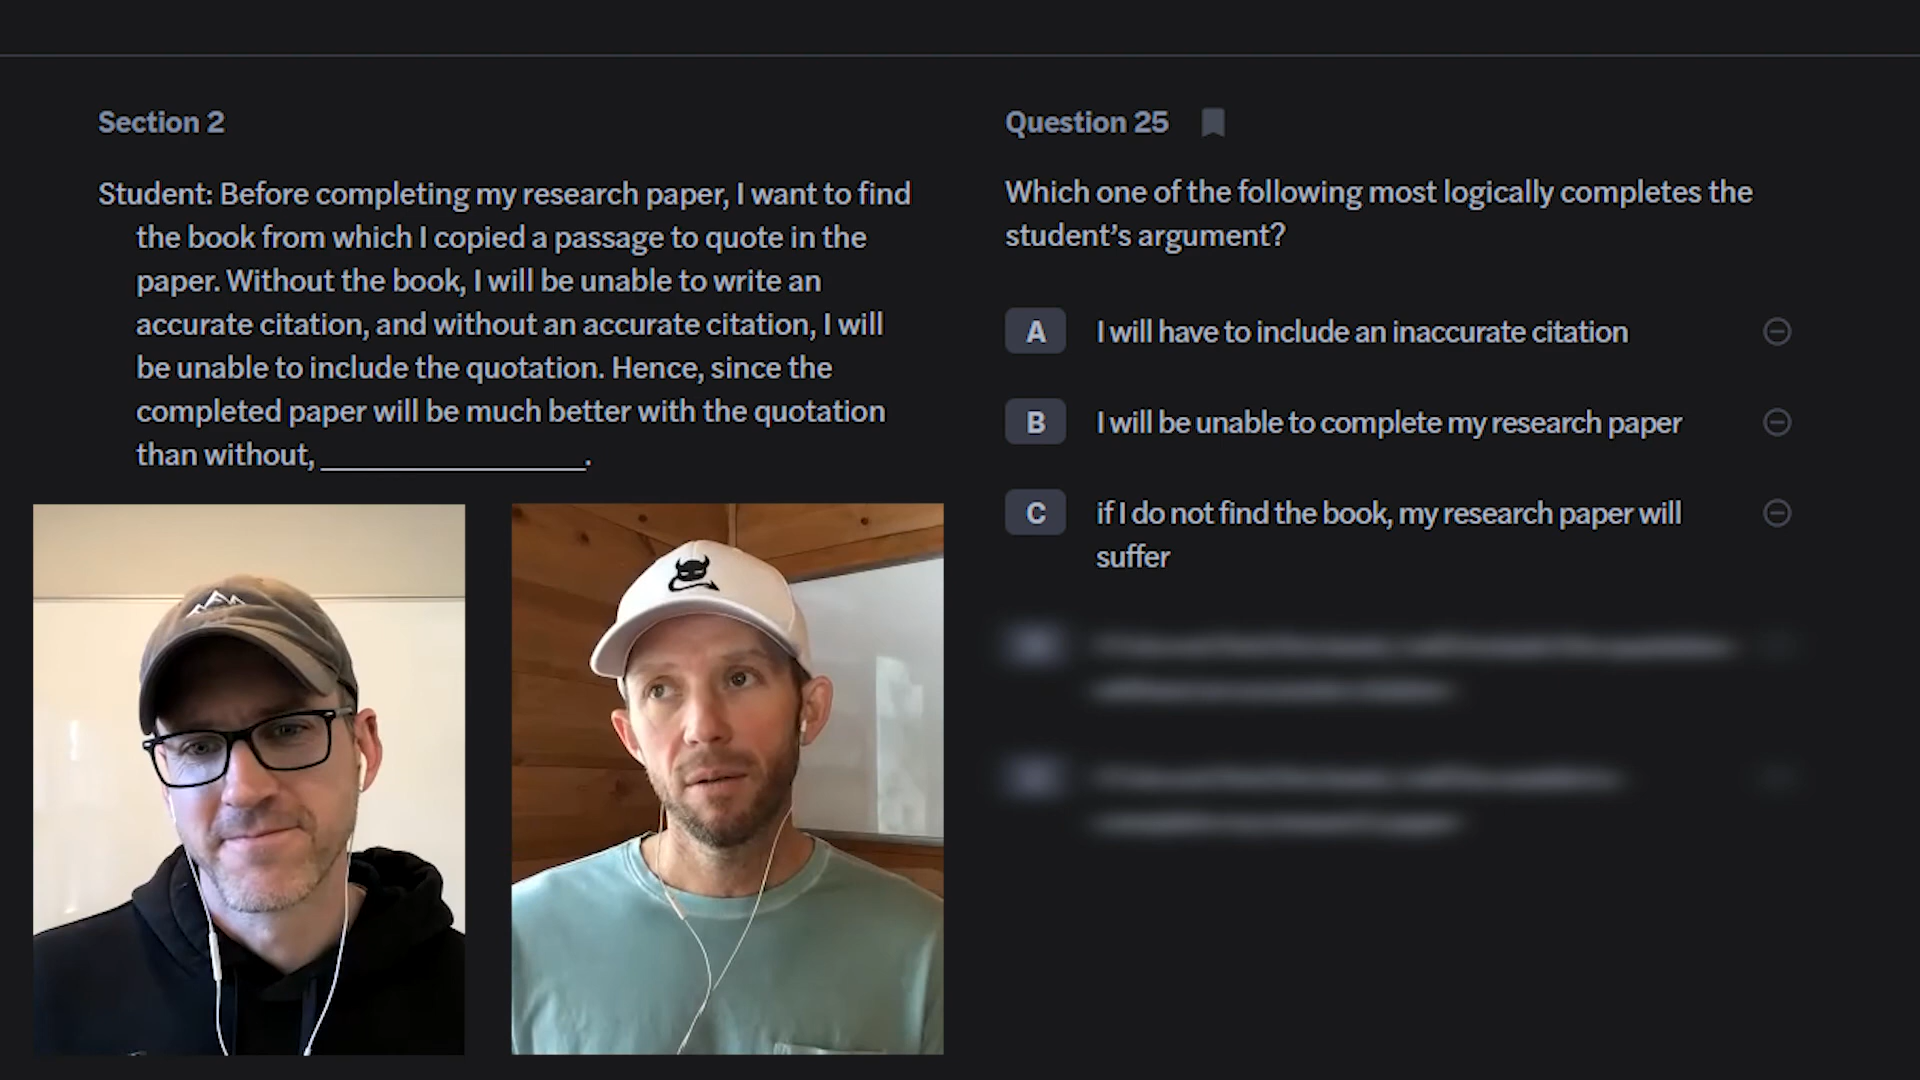 Section 2
Student: Before completing my research paper, I want to find
the book from which I copied a passage to quote in the
paper. Without the book, I will be unable to write an
accurate citation, and without an accurate citation, I will
be unable to include the quotation. Hence, since the
completed paper will be much better with the quotation
than without, ________________.
Question 25
Which one of the following most logically completes the
student’s argument?
A I will have to include an inaccurate citation
B I will be unable to complete my research paper
C if I do not find the book, my research paper will
suffer